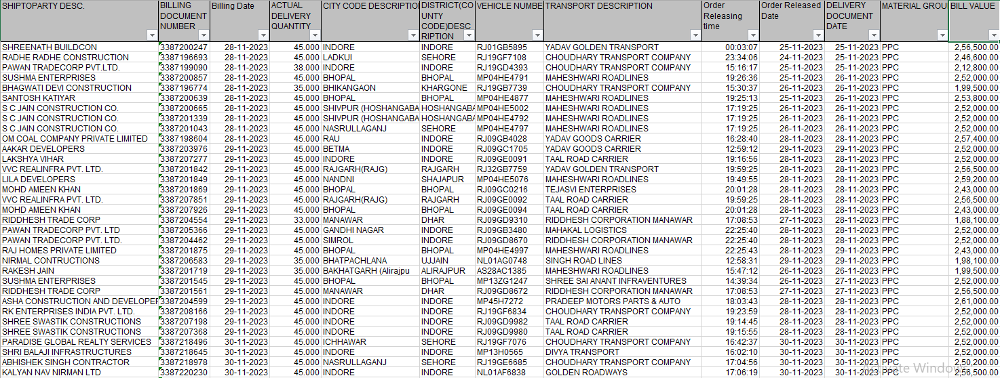 SHIPTOPARTY DESC. BILLING DOCUMENT NUMBER Billing Date ACTUAL DELIVERY QUANTITY CITY CODE DESCRIPTIO DISTRICT(COUNTY CODE)DESCRIPTION VEHICLE NUMBE TRANSPORT DESCRIPTION Order Releasing time Order Released Date DELIVERY DOCUMENT DATE MATERIAL GROU BILL VALUE
SHREENATH BUILDCON 3387200247 28-11-2023 45.000 INDORE INDORE RJ01GB5895 YADAV GOLDEN TRANSPORT 00:03:07 25-11-2023 25-11-2023 PPC 2,56,500.00
RADHE RADHE CONSTRUCTION 3387196693 28-11-2023 45.000 LADKUI SEHORE RJ19GF7108 CHOUDHARY TRANSPORT COMPANY 23:34:06 24-11-2023 25-11-2023 PPC 2,46,600.00
PAWAN TRADECORP PVT.LTD. 3387199090 28-11-2023 38.000 INDORE INDORE RJ19GD4393 CHOUDHARY TRANSPORT COMPANY 15:16:17 25-11-2023 25-11-2023 PPC 2,12,800.00
SUSHMA ENTERPRISES 3387200857 28-11-2023 45.000 BHOPAL BHOPAL MP04HE4791 MAHESHWARI ROADLINES 19:26:36 25-11-2023 26-11-2023 PPC 2,52,000.00
BHAGWATI DEVI CONSTRUCTION 3387196774 28-11-2023 35.000 BHIKANGAON KHARGONE RJ19GB7739 CHOUDHARY TRANSPORT COMPANY 15:30:37 26-11-2023 26-11-2023 PPC 1,99,500.00
SANTOSH KATIYAR 3387200639 28-11-2023 45.000 BHOPAL BHOPAL MP04HE4877 MAHESHWARI ROADLINES 19:25:13 25-11-2023 26-11-2023 PPC 2,53,800.00
S C JAIN CONSTRUCTION CO. 3387200665 28-11-2023 45.000 SHIVPUR (HOSHANGABA HOSHANGABA MP04HE5002 MAHESHWARI ROADLINES 17:19:25 26-11-2023 26-11-2023 PPC 2,52,000.00
S C JAIN CONSTRUCTION CO. 3387201339 28-11-2023 45.000 SHIVPUR (HOSHANGABA HOSHANGABA MP04HE4792 MAHESHWARI ROADLINES 17:19:25 26-11-2023 26-11-2023 PPC 2,52,000.00
S C JAIN CONSTRUCTION CO. 3387201043 28-11-2023 45.000 NASRULLAGANJ SEHORE MP04HE4797 MAHESHWARI ROADLINES 17:19:25 26-11-2023 26-11-2023 PPC 2,52,000.00
OM COAL COMPANY PRIVATE LIMITED 3387198604 28-11-2023 45.000 RAU INDORE RJ09GB4028 YADAV GOODS CARRIER 16:28:40 28-11-2023 28-11-2023 PPC 2,57,400.00
AAKAR DEVELOPERS 3387203976 29-11-2023 45.000 BETMA INDORE RJ09GC1705 YADAV GOODS CARRIER 12:59:12 29-11-2023 29-11-2023 PPC 2,52,000.00
LAKSHYA VIHAR 3387207277 29-11-2023 45.000 INDORE INDORE RJ09GE0091 TAAL ROAD CARRIER 19:16:56 28-11-2023 28-11-2023 PPC 2,52,000.00
VVC REALINFRA PVT. LTD. 3387201842 29-11-2023 45.000 RAJGARH(RAJG) RAJGARH RJ32GB7759 YADAV GOLDEN TRANSPORT 19:59:25 28-11-2023 28-11-2023 PPC 2,56,500.00
LILA DEVELOPERS 3387201849 29-11-2023 45.000 NANDNI SHAJAPUR MP04HE5076 MAHESHWARI ROADLINES 19:49:55 28-11-2023 28-11-2023 PPC 2,59,200.00
MOHD AMEEN KHAN 3387201869 29-11-2023 45.000 BHOPAL BHOPAL RJ09GC0216 TEJASVI ENTERPRISES 20:01:28 28-11-2023 28-11-2023 PPC 2,43,000.00
VVC REALINFRA PVT. LTD. 3387207851 29-11-2023 45.000 RAJGARH(RAJG) RAJGARH RJ09GE0092 TAAL ROAD CARRIER 19:59:25 28-11-2023 28-11-2023 PPC 2,56,500.00
MOHD AMEEN KHAN 3387207926 29-11-2023 45.000 BHOPAL BHOPAL RJ09GE0094 TAAL ROAD CARRIER 20:01:28 28-11-2023 28-11-2023 PPC 2,43,000.00
RIDDHESH TRADE CORP 3387204554 29-11-2023 33.000 MANAWAR DHAR RJ09GD9310 RIDDHESH CORPORATION MANAWAR 17:08:53 27-11-2023 28-11-2023 PPC 1,88,100.00
PAWAN TRADECORP PVT. LTD 3387205366 29-11-2023 45.000 GANDHI NAGAR INDORE RJ09GB3480 MAHAKAL LOGISTICS 22:25:40 28-11-2023 28-11-2023 PPC 2,52,000.00
PAWAN TRADECORP PVT. LTD. 3387204462 29-11-2023 45.000 SIMROL INDORE RJ09GD8670 RIDDHESH CORPORATION MANAWAR 22:25:40 28-11-2023 28-11-2023 PPC 2,52,000.00
RAJ HOMES PRIVATE LIMITED 3387201875 29-11-2023 45.000 BHOPAL BHOPAL MP04HE4997 MAHESHWARI ROADLINES 22:25:43 28-11-2023 29-11-2023 PPC 2,43,000.00
NIRMAL CONTRUCTIONS 3387206583 29-11-2023 35.000 BHATPACHLANA UJJAIN NL01AG0748 SINGH ROAD LINES 12:58:31 29-11-2023 29-11-2023 PPC 1,98,100.00
RAKESH JAIN 3387201719 29-11-2023 35.000 BAKHATGARH (Alirajpu ALIRAJPUR AS28AC1385 MAHESHWARI ROADLINES 15:47:12 26-11-2023 26-11-2023 PPC 1,99,500.00
SUSHMA ENTERPRISES 3387201545 29-11-2023 45.000 BHOPAL BHOPAL MP13ZG1247 SHREE SAI ANANT INFRAVENTURES 14:39:34 26-11-2023 27-11-2023 PPC 2,52,000.00
RIDDHESH TRADE CORP 3387201561 29-11-2023 45.000 MANAWAR DHAR RJ09GD8672 RIDDHESH CORPORATION MANAWAR 17:08:53 27-11-2023 27-11-2023 PPC 2,56,500.00
ASHA CONSTRUCTION AND DEVELOPER 3387204599 29-11-2023 45.000 INDORE INDORE MP45H7272 PRADEEP MOTORS PARTS & AUTO 18:03:43 28-11-2023 28-11-2023 PPC 2,61,000.00
RK ENTERPRISES INDIA PVT. LTD. 3387208166 29-11-2023 45.000 INDORE INDORE RJ19GF6834 CHOUDHARY TRANSPORT COMPANY 19:23:59 28-11-2023 28-11-2023 PPC 2,52,000.00
SHREE SWASTIK CONSTRUCTIONS 3387207198 29-11-2023 45.000 INDORE INDORE RJ09GD9982 TAAL ROAD CARRIER 19:14:45 28-11-2023 28-11-2023 PPC 2,52,000.00
SHREE SWASTIK CONSTRUCTIONS 3387207368 29-11-2023 45.000 INDORE INDORE RJ09GD9980 TAAL ROAD CARRIER 19:15:55 28-11-2023 28-11-2023 PPC 2,52,000.00
PARADISE GLOBAL REALTY SERVICES 3387218496 30-11-2023 45.000 ICHHAWAR SEHORE RJ19GF7076 CHOUDHARY TRANSPORT COMPANY 16:42:37 30-11-2023 30-11-2023 PPC 2,52,000.00
SHRI BALAJI INFRASTRUCTURES 3387218645 30-11-2023 45.000 INDORE INDORE MP13H0565 DIVYA TRANSPORT 16:02:10 30-11-2023 30-11-2023 PPC 2,52,000.00
ABHISHEK SINGH CONTRACTOR 3387218978 30-11-2023 45.000 NASRULLAGANJ SEHORE RJ19GE6685 CHOUDHARY TRANSPORT COMPANY 17:04:56 30-11-2023 30-11-2023 PPC 2,50,200.00
KALYAN NAV NIRMAN LTD 3387220230 30-11-2023 45.000 INDORE INDORE NL01AF6838 GOLDEN ROADWAYS 17:06:19 30-11-2023 30-11-2023 PPC 2,56,500.00
Activate Windows